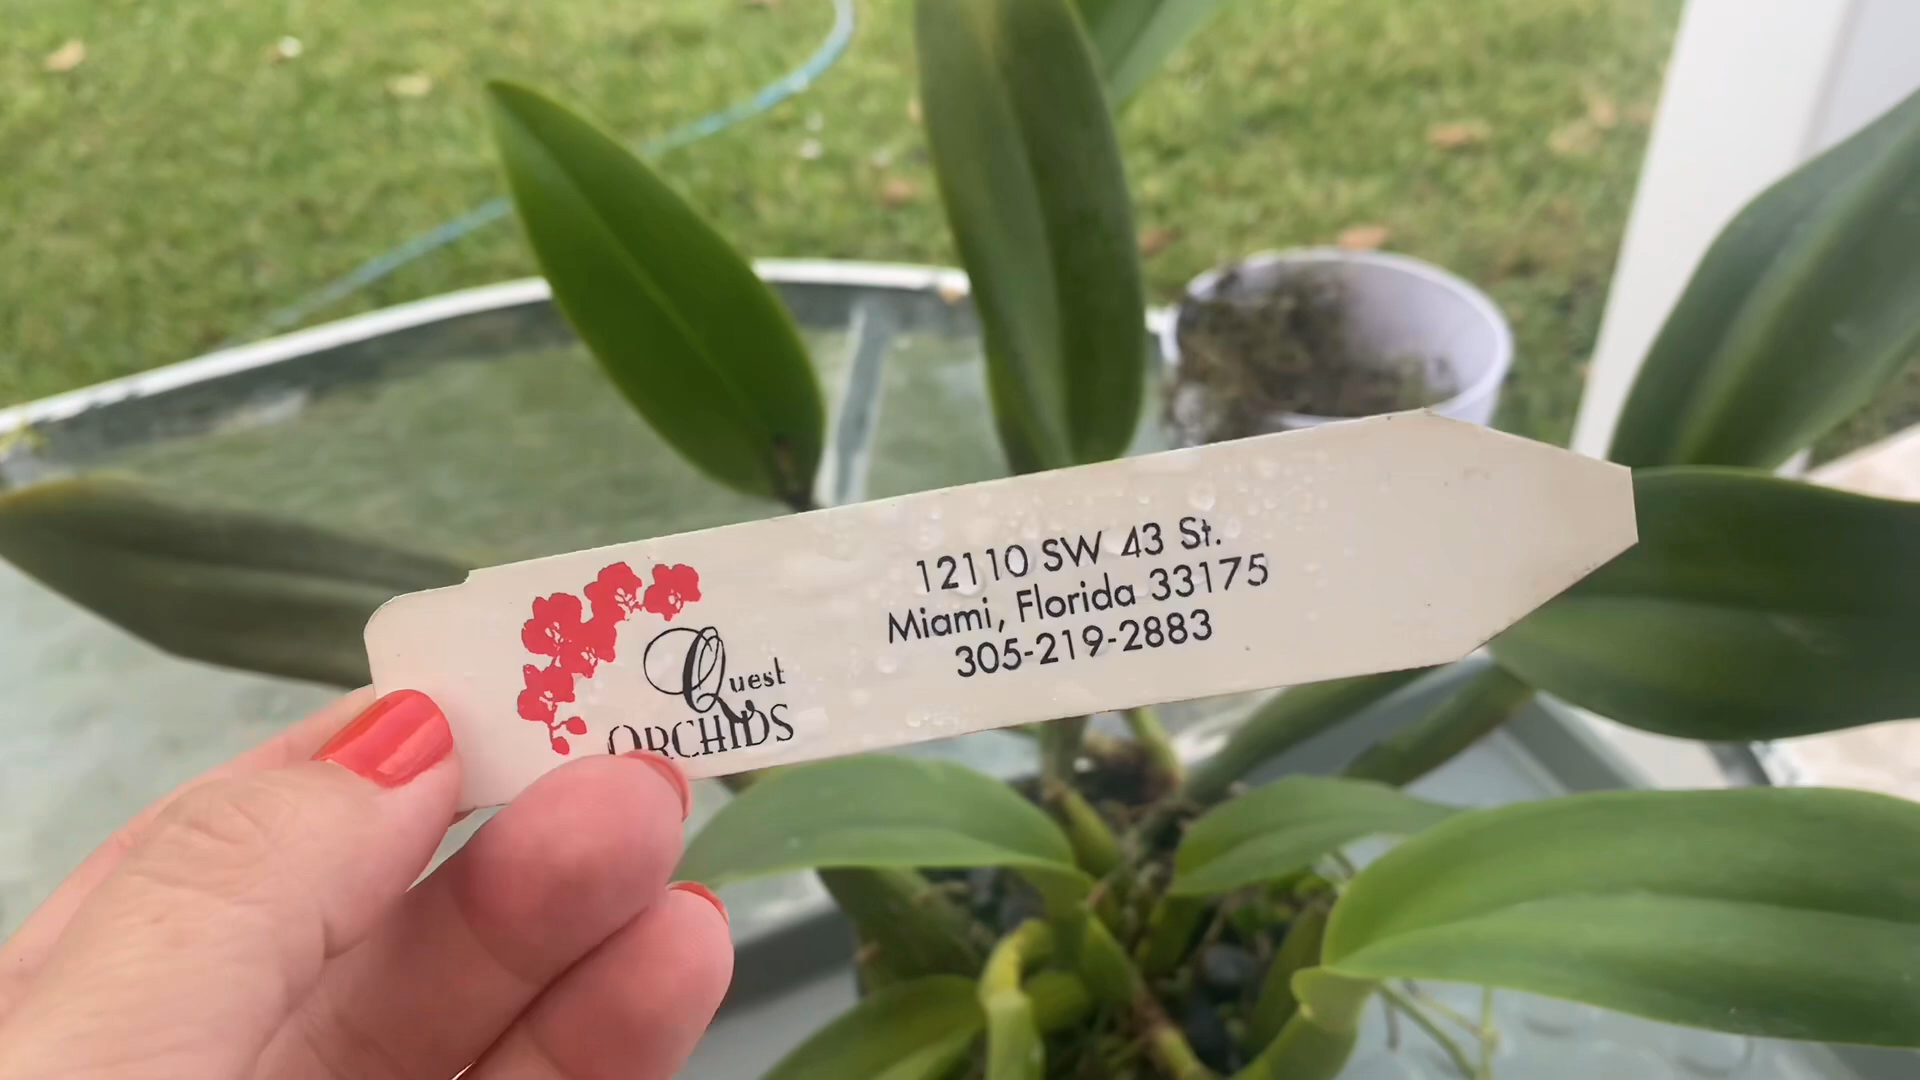 Quest
ORCHIDS
12110 SW 43 St.
Miami, Florida 33175
305-219-2883